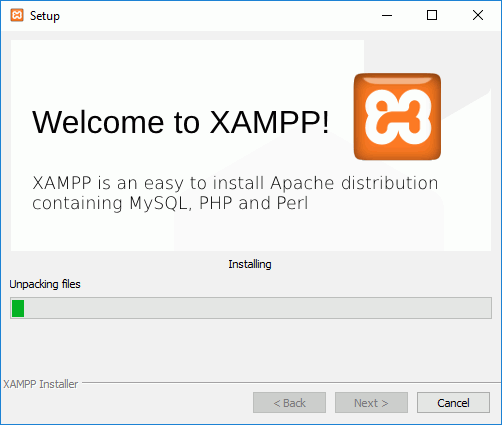 Setup
Welcome to XAMPP!
XAMPP is an easy to install Apache distribution
containing MySQL, PHP and Perl
Installing
Unpacking files
XAMPP Installer
< Back
Next >
Cancel